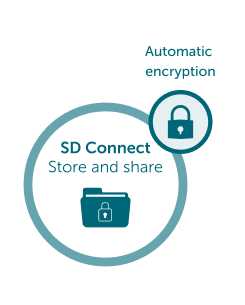 Automatic
encryption
SD Connect
Store and share